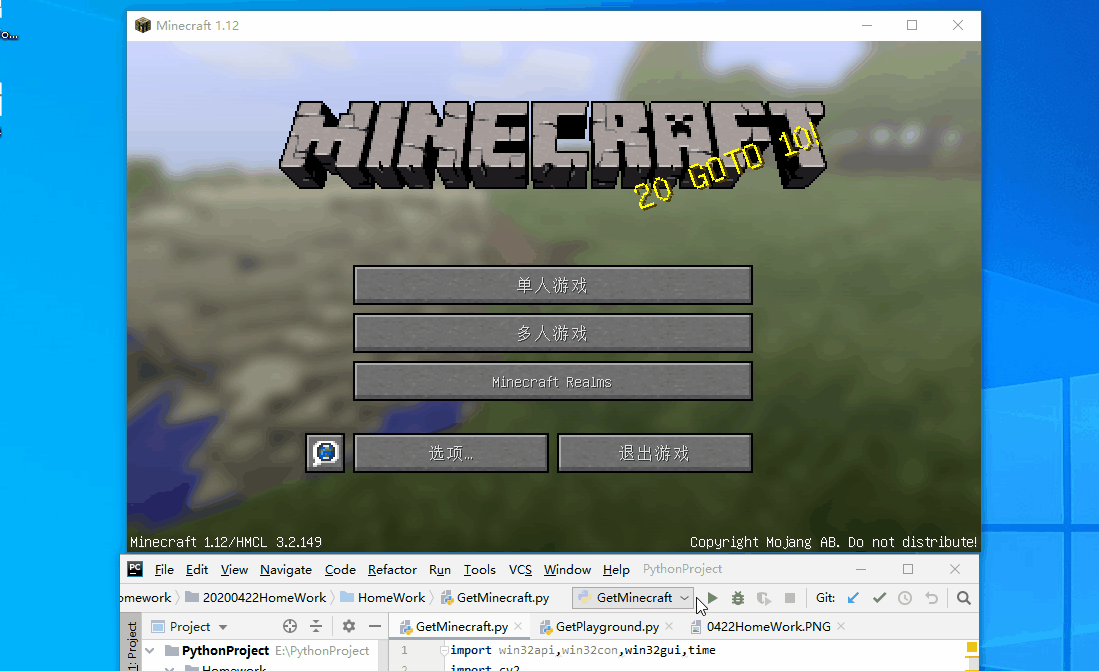 Minecraft 1.12
o...
MINECRAFT
20 GOTO 10!
单人游戏
多人游戏
Minecraft Realms
选项...
退出游戏
Minecraft 1.12/HMCL 3.2.149
Copyright Mojang AB. Do not distribute!
PC File Edit View Navigate Code Refactor Run Tools VCS Window Help PythonProject
omework 20200422HomeWork HomeWork GetMinecraft.py GetMinecraft Git:
Project GetMinecraft.py GetPlayground.py 0422HomeWork.PNG
1: Project
PythonProject E:\PythonProject
1 import win32api,win32con,win32gui,time
Homework
2 import cv2